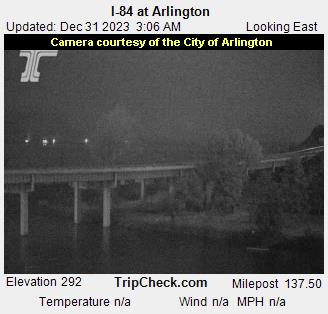 I-84 at Arlington
Updated: Dec 31 2023 3:06 AM Looking East
Camera courtesy of the City of Arlington
Elevation 292 TripCheck.com Milepost 137.50
Temperature n/a Wind n/a MPH n/a